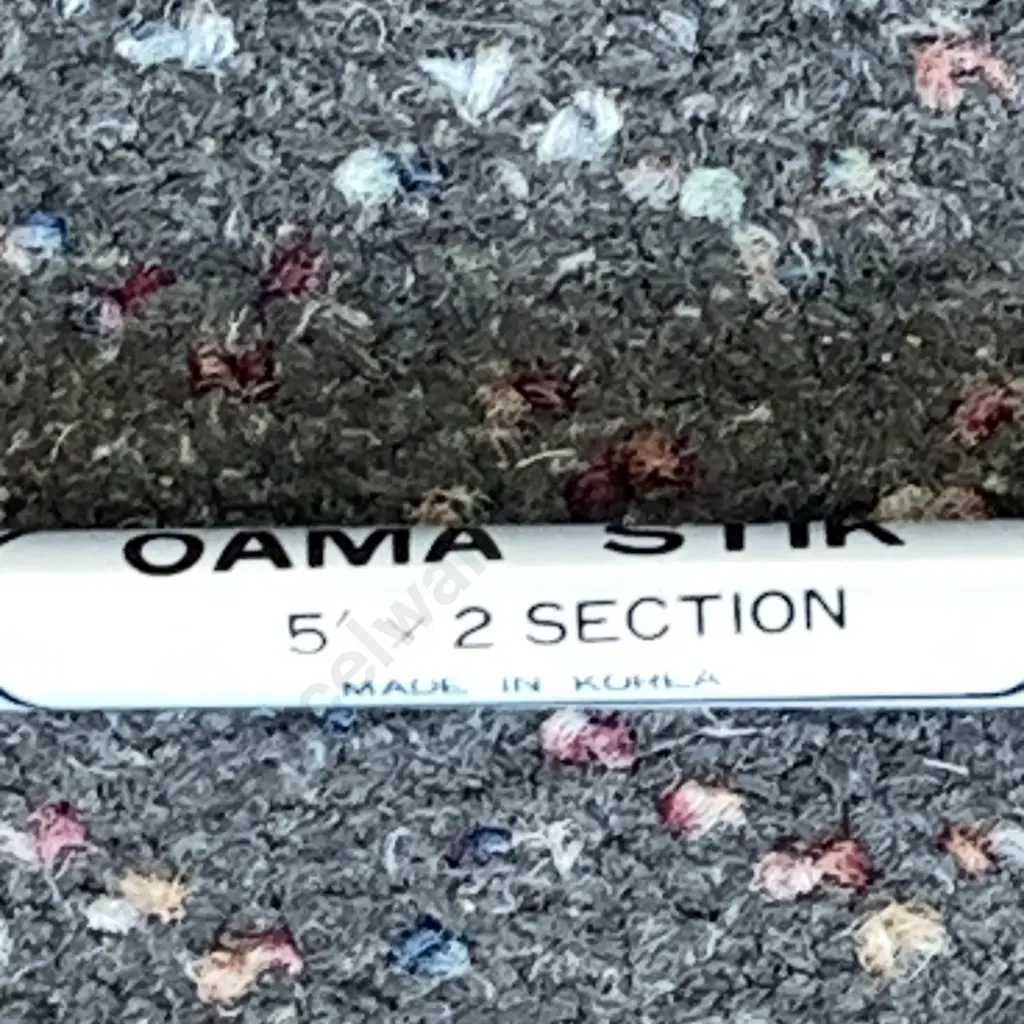 OAMA STIK
5' × 2 SECTION
MADE IN KOREA